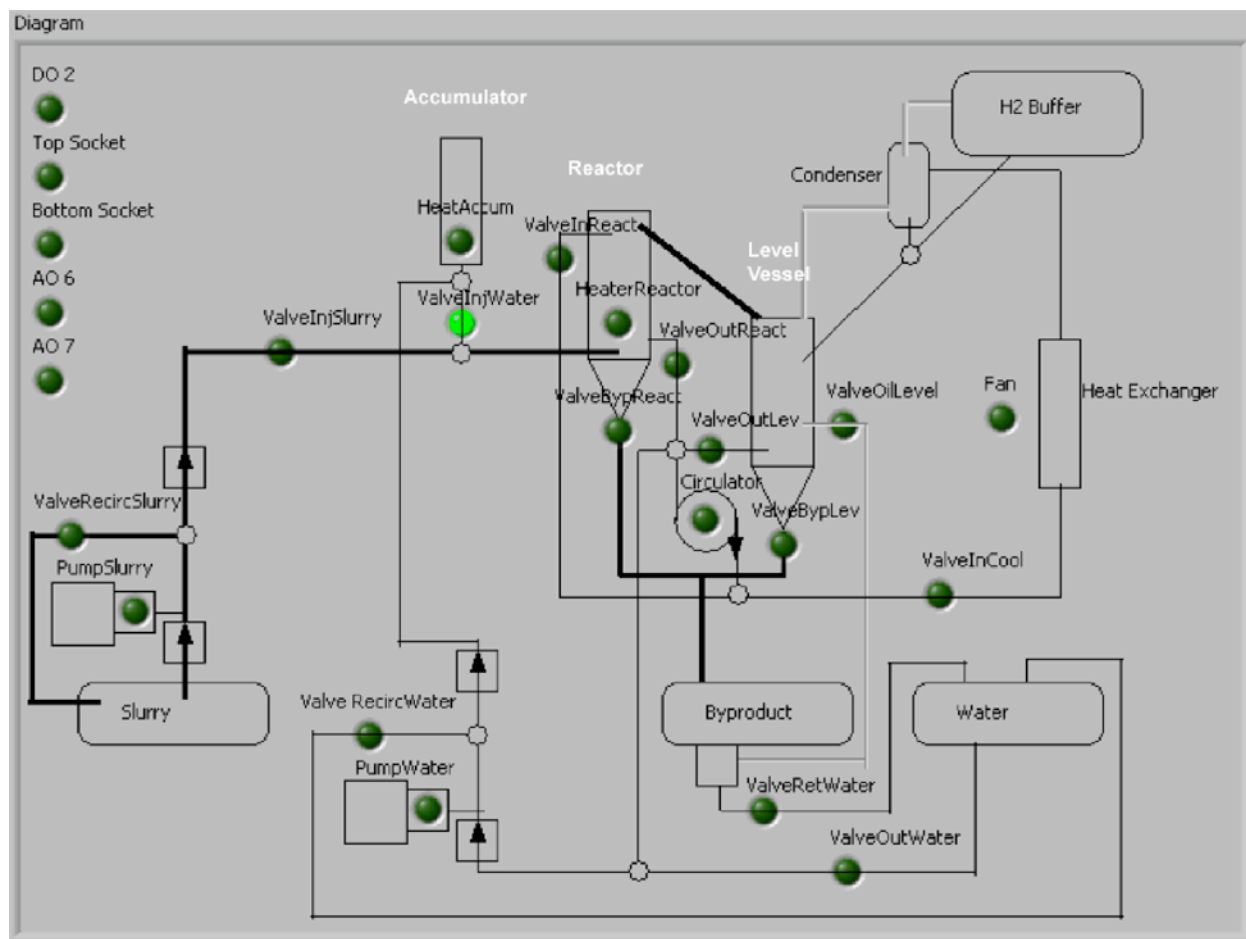 Diagram
DO 2
Top Socket
Bottom Socket
AO 6
AO 7
Accumulator
HeatAccum
ValveInjWater
ValveInjSlurry
Reactor
ValveInReact
HeaterReactor
ValveOutReact
ValveBypReact
Level
Vessel
H2 Buffer
Condenser
ValveOilLevel
ValveOutLev
Circulator
ValveBypLev
Fan
Heat Exchanger
ValveInCool
ValveRecircSlurry
PumpSlurry
Slurry
Valve RecircWater
PumpWater
Byproduct
Water
ValveRetWater
ValveOutWater